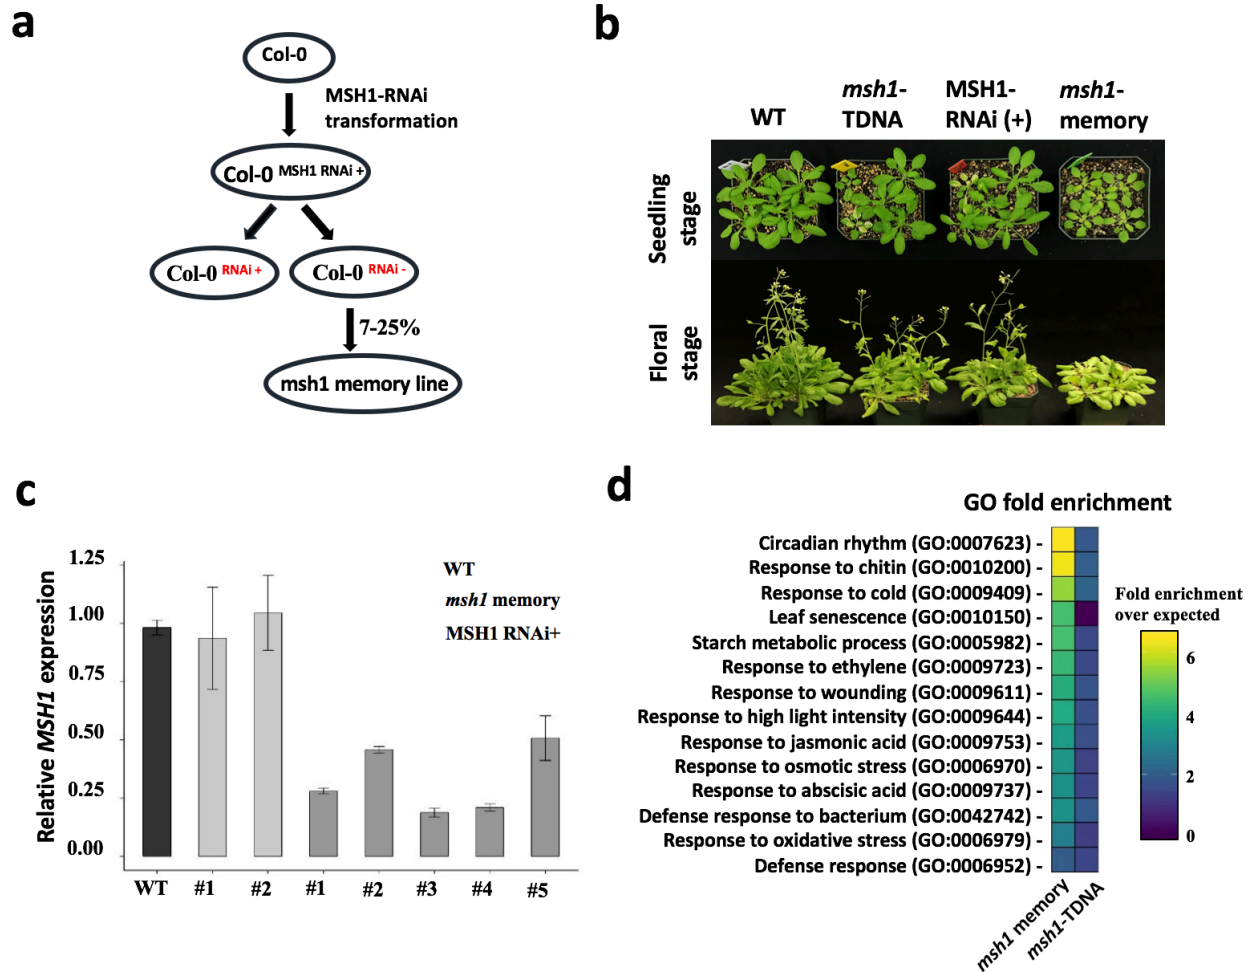 a
Col-0
MSH1-RNAi
transformation
Col-0 MSH1 RNAi +
Col-0 RNAi +
Col-0 RNAi -
7-25%
msh1 memory line
b
WT
msh1-
TDNA
MSH1-
RNAi (+)
msh1-
memory
Seedling
stage
Floral
stage
c
Relative MSH1 expression
1.25
1.00
0.75
0.50
0.25
0.00
WT
msh1 memory
MSH1 RNAi+
WT
#1
#2
#1
#2
#3
#4
#5
d
GO fold enrichment
Circadian rhythm (GO:0007623) -
Response to chitin (GO:0010200) -
Response to cold (GO:0009409) -
Leaf senescence (GO:0010150) -
Starch metabolic process (GO:0005982) -
Response to ethylene (GO:0009723) -
Response to wounding (GO:0009611) -
Response to high light intensity (GO:0009644) -
Response to jasmonic acid (GO:0009753) -
Response to osmotic stress (GO:0006970) -
Response to abscisic acid (GO:0009737) -
Defense response to bacterium (GO:0042742) -
Response to oxidative stress (GO:0006979) -
Defense response (GO:0006952) -
msh1 memory
msh1-TDNA
Fold enrichment
over expected
6
4
2
0